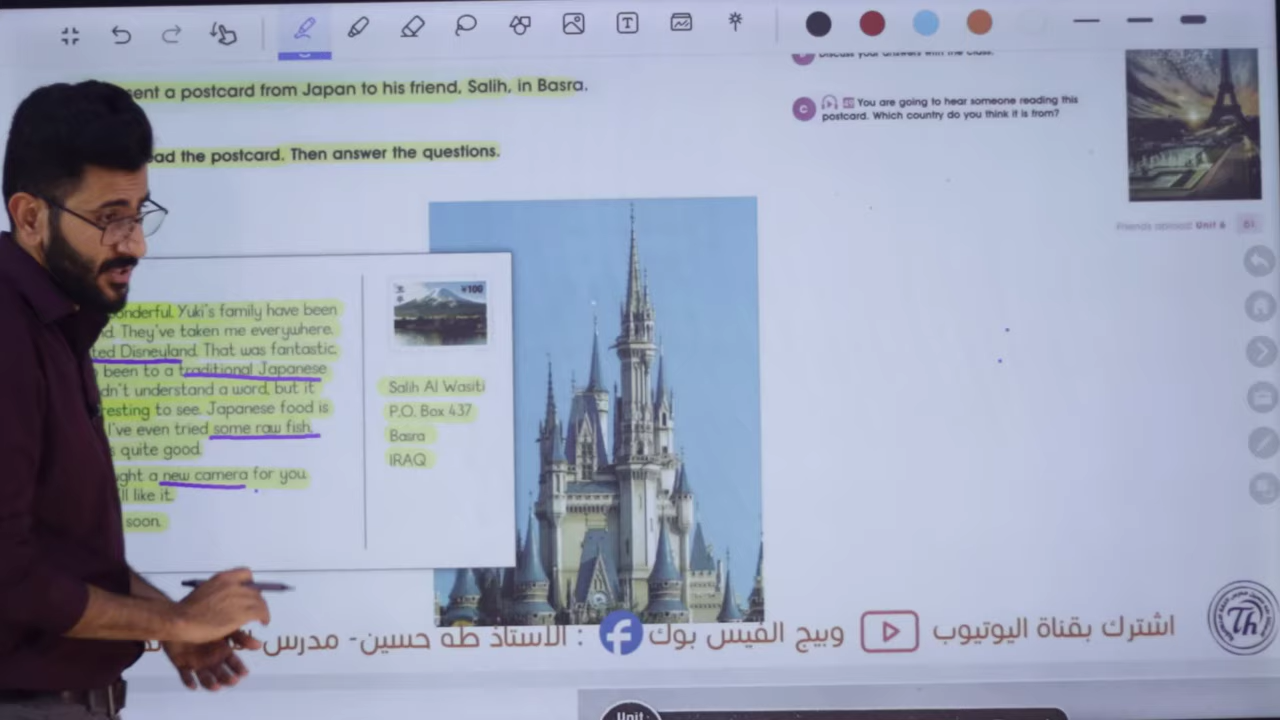 sent a postcard from Japan to his friend, Salih, in Basra.
ad the postcard. Then answer the questions.
onderful. Yuki's family have been
d. They've taken me everywhere.
ted Disneyland. That was fantastic.
been to a traditional Japanese
dn't understand a word, but it
resting to see. Japanese food is
I've even tried some raw fish.
s quite good.
ght a new camera for you.
ll like it.
soon.
¥100
Salih Al Wasiti
P.O. Box 437
Basra
IRAQ
Discuss your answers with the class.
C You are going to hear someone reading this
postcard. Which country do you think it is from?
Friends abroad Unit 6 61
اشترك بقناة اليوتيوب وبيج الفيس بوك : الاستاذ طه حسين- مدرس
Th
Unit